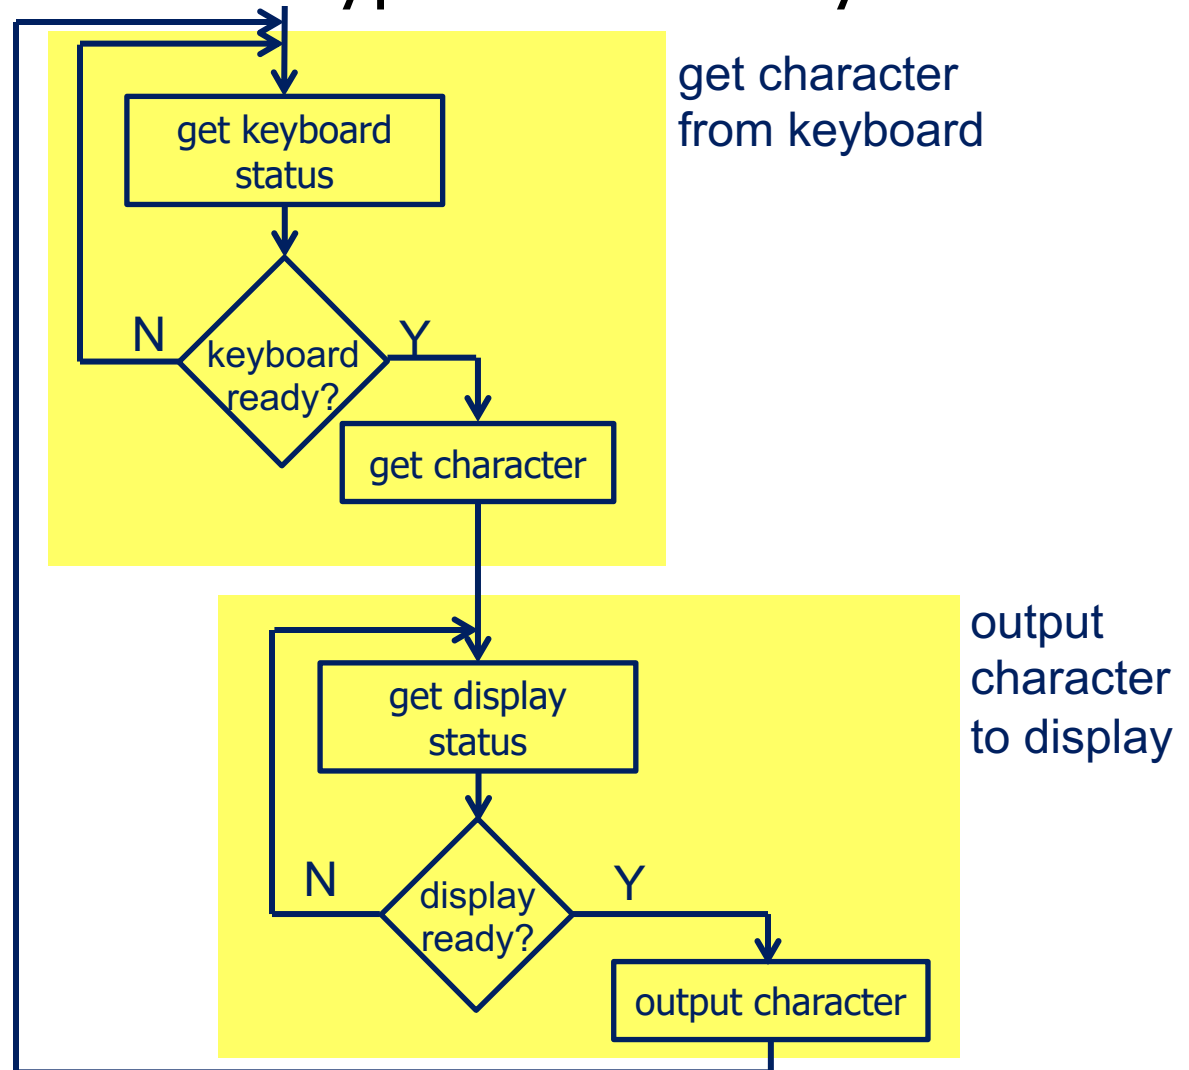 get character
from keyboard
get keyboard
status
N
Y
keyboard
ready?
get character
output
character
to display
get display
status
N
Y
display
ready?
output character